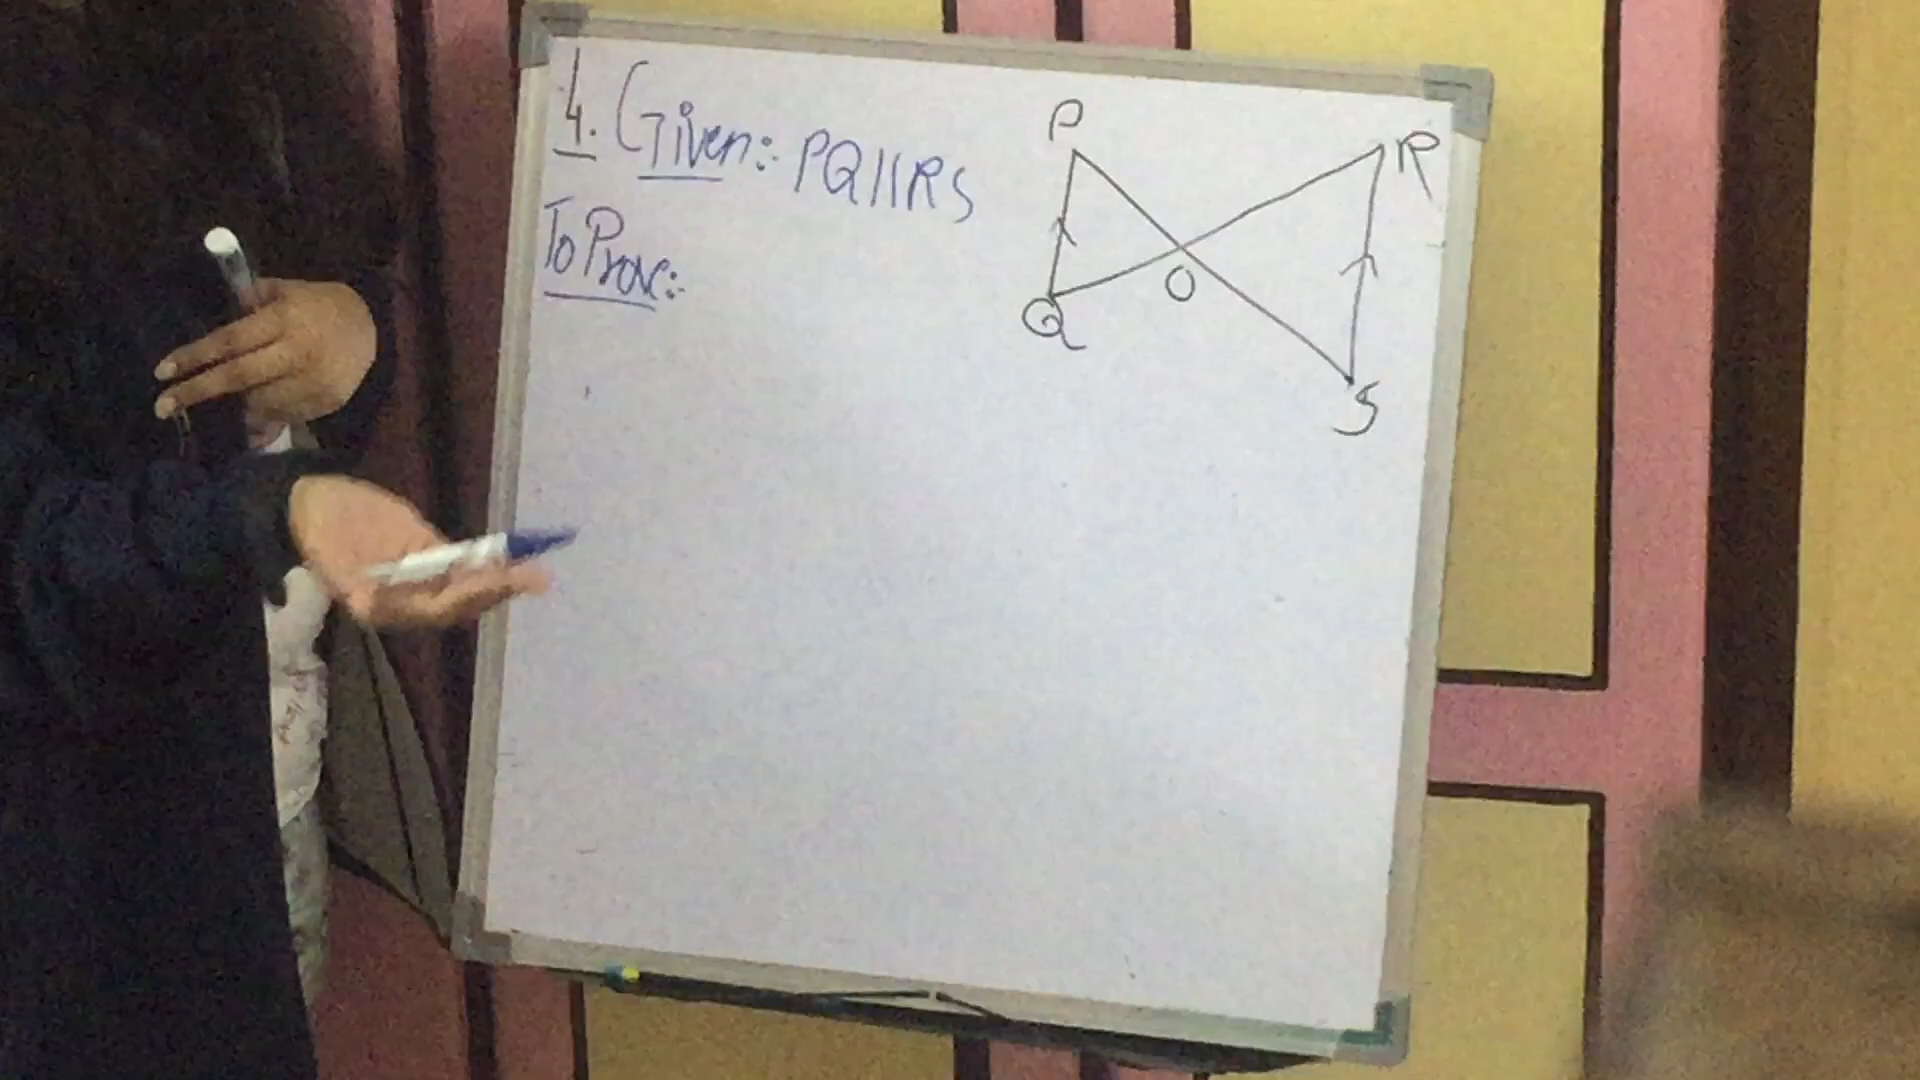 4. Given:- PQ||RS
To Prove:-
P
R
Q
O
S